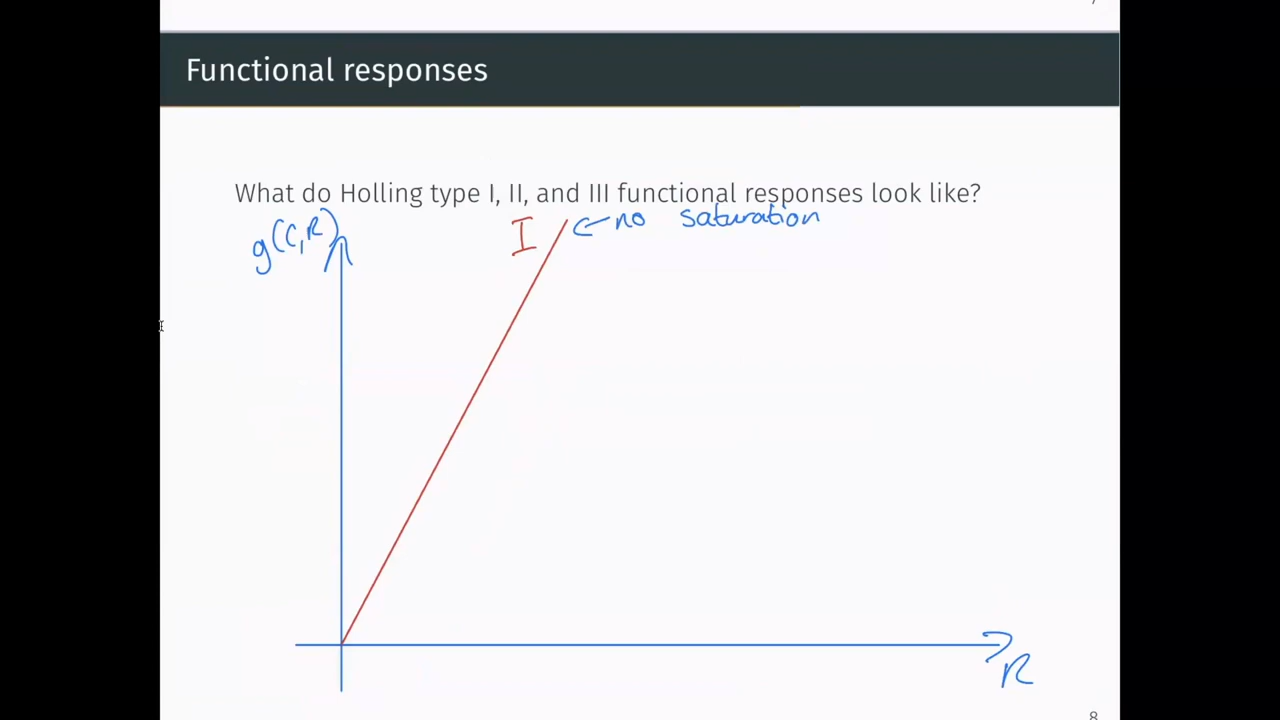 Functional responses
What do Holling type I, II, and III functional responses look like?
g(C,R)
I
no saturation
R
8